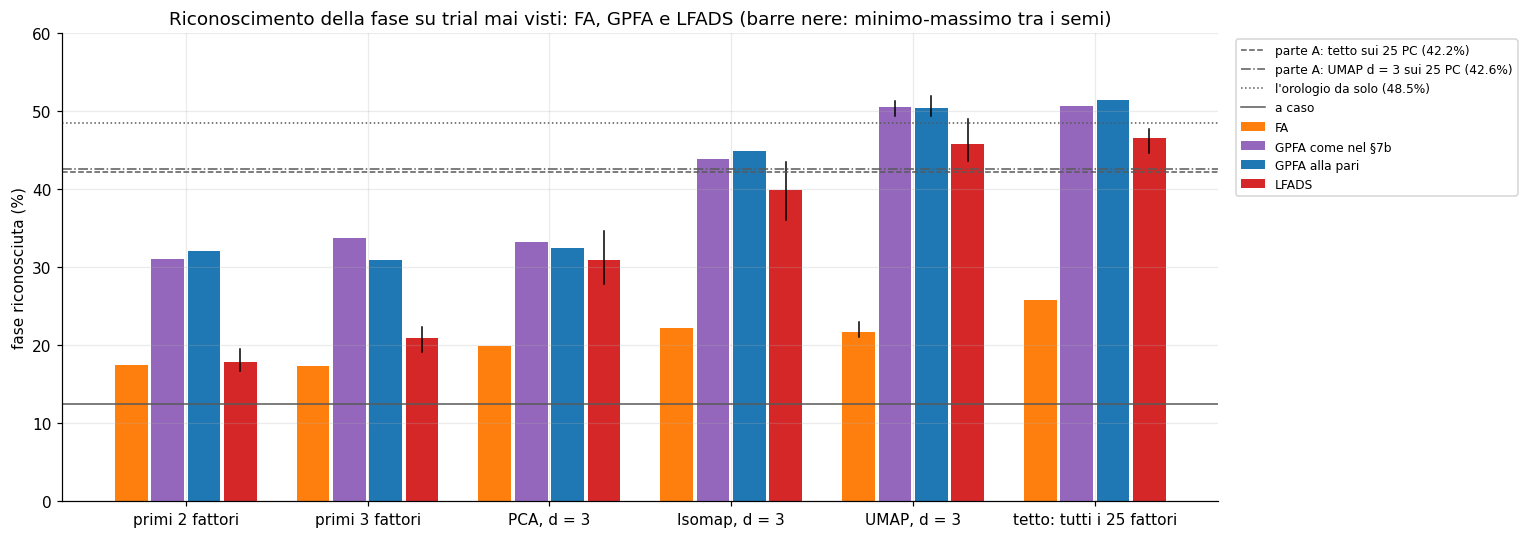 Riconoscimento della fase su trial mai visti: FA, GPFA e LFADS (barre nere: minimo-massimo tra i semi)
fase riconosciuta (%)
60
50
40
30
20
10
0
primi 2 fattori
primi 3 fattori
PCA, d = 3
Isomap, d = 3
UMAP, d = 3
tetto: tutti i 25 fattori
parte A: tetto sui 25 PC (42.2%)
parte A: UMAP d = 3 sui 25 PC (42.6%)
l'orologio da solo (48.5%)
a caso
FA
GPFA come nel §7b
GPFA alla pari
LFADS